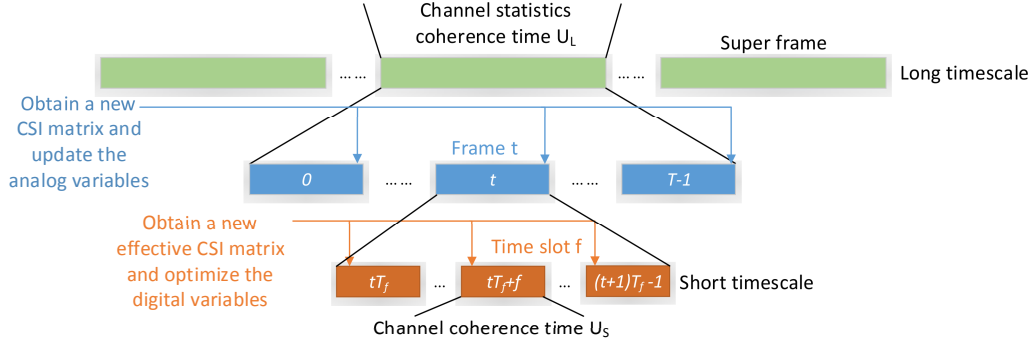 Channel statistics
coherence time U_L
Super frame
…… ……
Long timescale
Obtain a new
CSI matrix and
update the
analog variables
Frame t
0 …… t …… T-1
Obtain a new
effective CSI matrix
and optimize the
digital variables
Time slot f
tT_f … tT_f+f … (t+1)T_f -1
Short timescale
Channel coherence time U_S